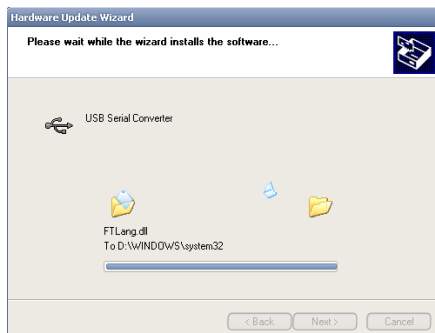 Hardware Update Wizard
Please wait while the wizard installs the software...
USB Serial Converter
FTLang.dll
To D:\WINDOWS\system32
< Back
Next >
Cancel